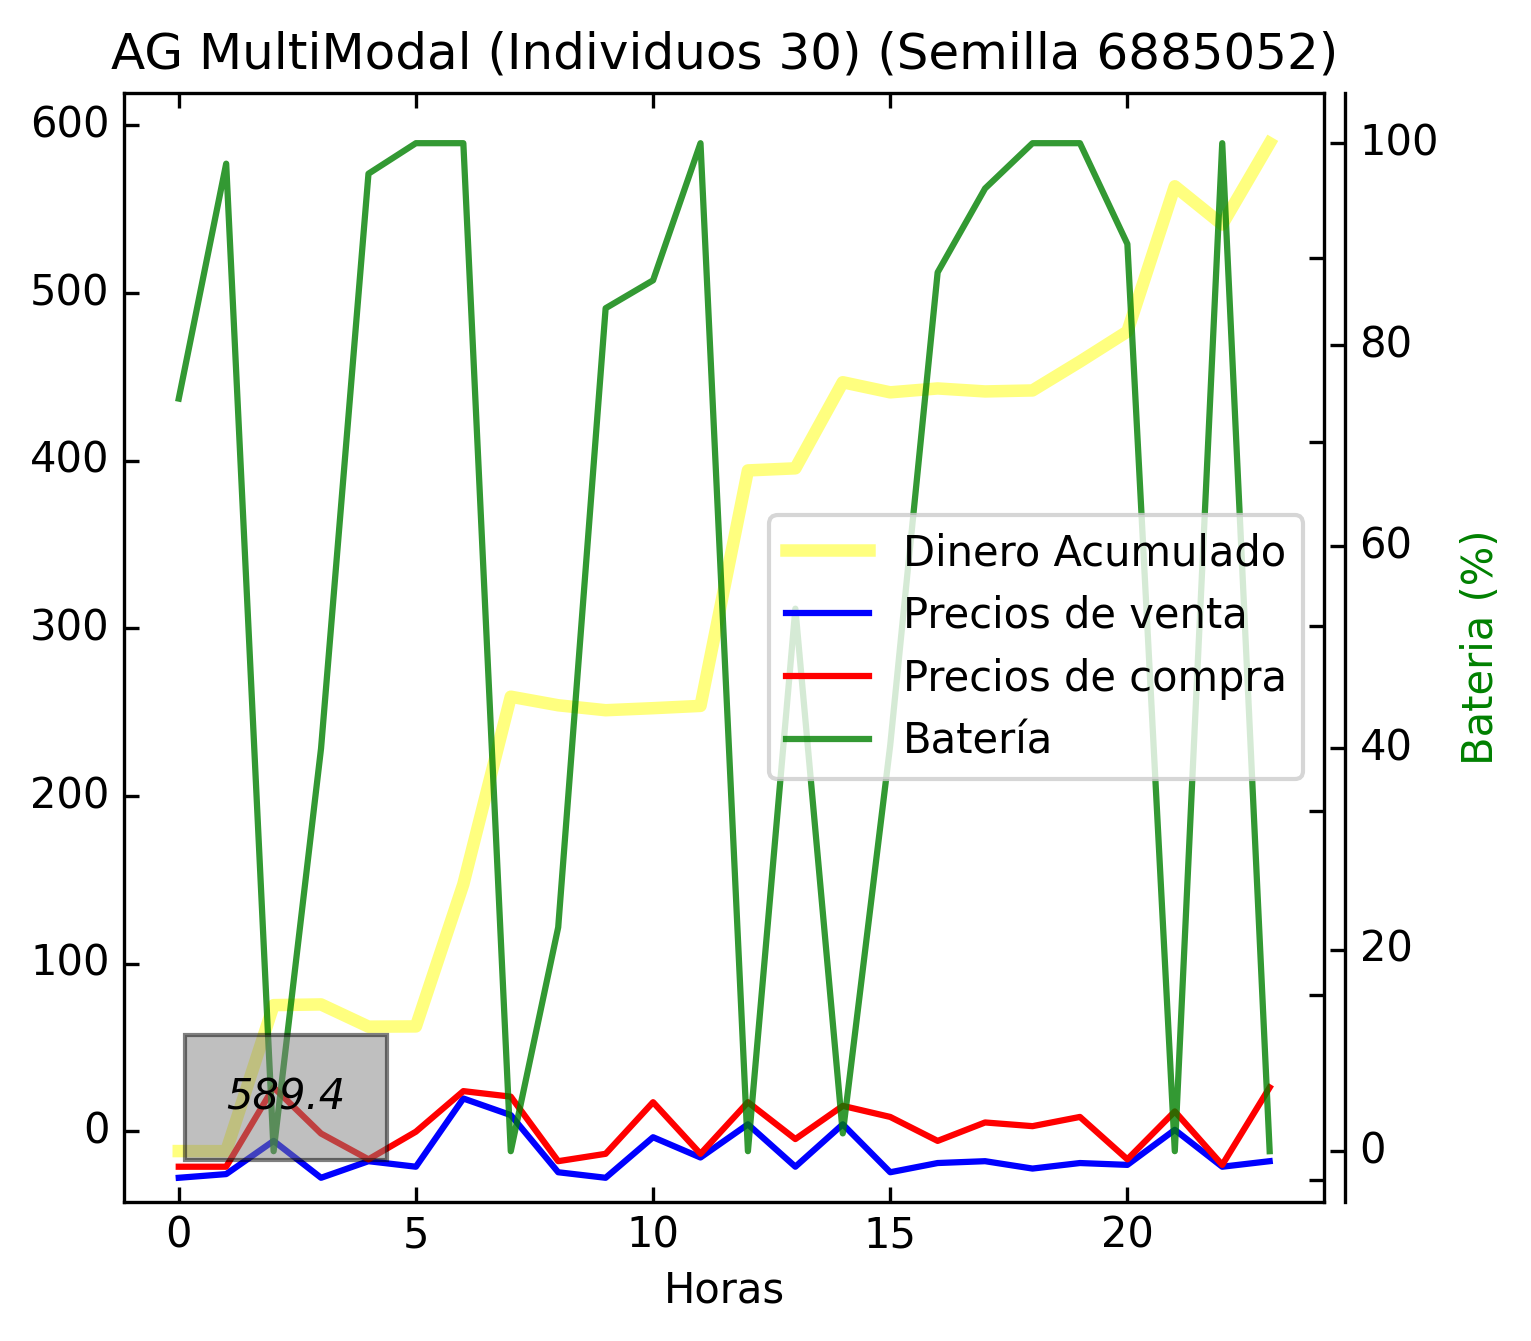 AG MultiModal (Individuos 30) (Semilla 6885052)
600
500
400
300
200
100
0
100
80
60
40
20
0
Bateria (%)
Dinero Acumulado
Precios de venta
Precios de compra
Batería
589.4
0 5 10 15 20
Horas